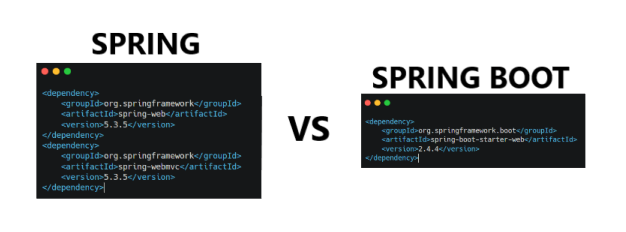 SPRING
<dependency>
    <groupId>org.springframework</groupId>
    <artifactId>spring-web</artifactId>
    <version>5.3.5</version>
</dependency>
<dependency>
    <groupId>org.springframework</groupId>
    <artifactId>spring-webmvc</artifactId>
    <version>5.3.5</version>
</dependency>
VS
SPRING BOOT
<dependency>
    <groupId>org.springframework.boot</groupId>
    <artifactId>spring-boot-starter-web</artifactId>
    <version>2.4.4</version>
</dependency>